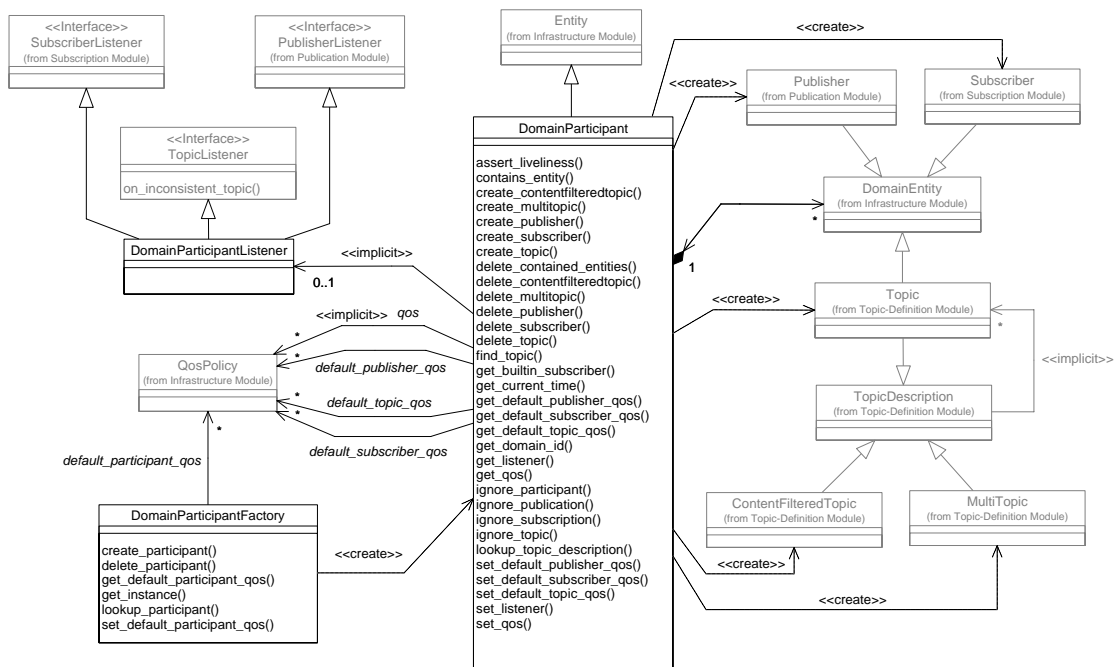 <<Interface>>
SubscriberListener
(from Subscription Module)
<<Interface>>
PublisherListener
(from Publication Module)
Entity
(from Infrastructure Module)
<<create>>
<<create>>
Publisher
(from Publication Module)
Subscriber
(from Subscription Module)
<<Interface>>
TopicListener
on_inconsistent_topic()
DomainParticipant
assert_liveliness()
contains_entity()
create_contentfilteredtopic()
create_multitopic()
create_publisher()
create_subscriber()
create_topic()
delete_contained_entities()
delete_contentfilteredtopic()
delete_multitopic()
delete_publisher()
delete_subscriber()
delete_topic()
find_topic()
get_builtin_subscriber()
get_current_time()
get_default_publisher_qos()
get_default_subscriber_qos()
get_default_topic_qos()
get_domain_id()
get_listener()
get_qos()
ignore_participant()
ignore_publication()
ignore_subscription()
ignore_topic()
lookup_topic_description()
set_default_publisher_qos()
set_default_subscriber_qos()
set_default_topic_qos()
set_listener()
set_qos()
DomainEntity
(from Infrastructure Module)
*
1
DomainParticipantListener
<<implicit>>
0..1
<<implicit>> qos
*
*
default_publisher_qos
*
default_topic_qos
*
default_subscriber_qos
QosPolicy
(from Infrastructure Module)
*
default_participant_qos
DomainParticipantFactory
create_participant()
delete_participant()
get_default_participant_qos()
get_instance()
lookup_participant()
set_default_participant_qos()
<<create>>
<<create>>
Topic
(from Topic-Definition Module)
*
<<implicit>>
TopicDescription
(from Topic-Definition Module)
ContentFilteredTopic
(from Topic-Definition Module)
MultiTopic
(from Topic-Definition Module)
<<create>>
<<create>>